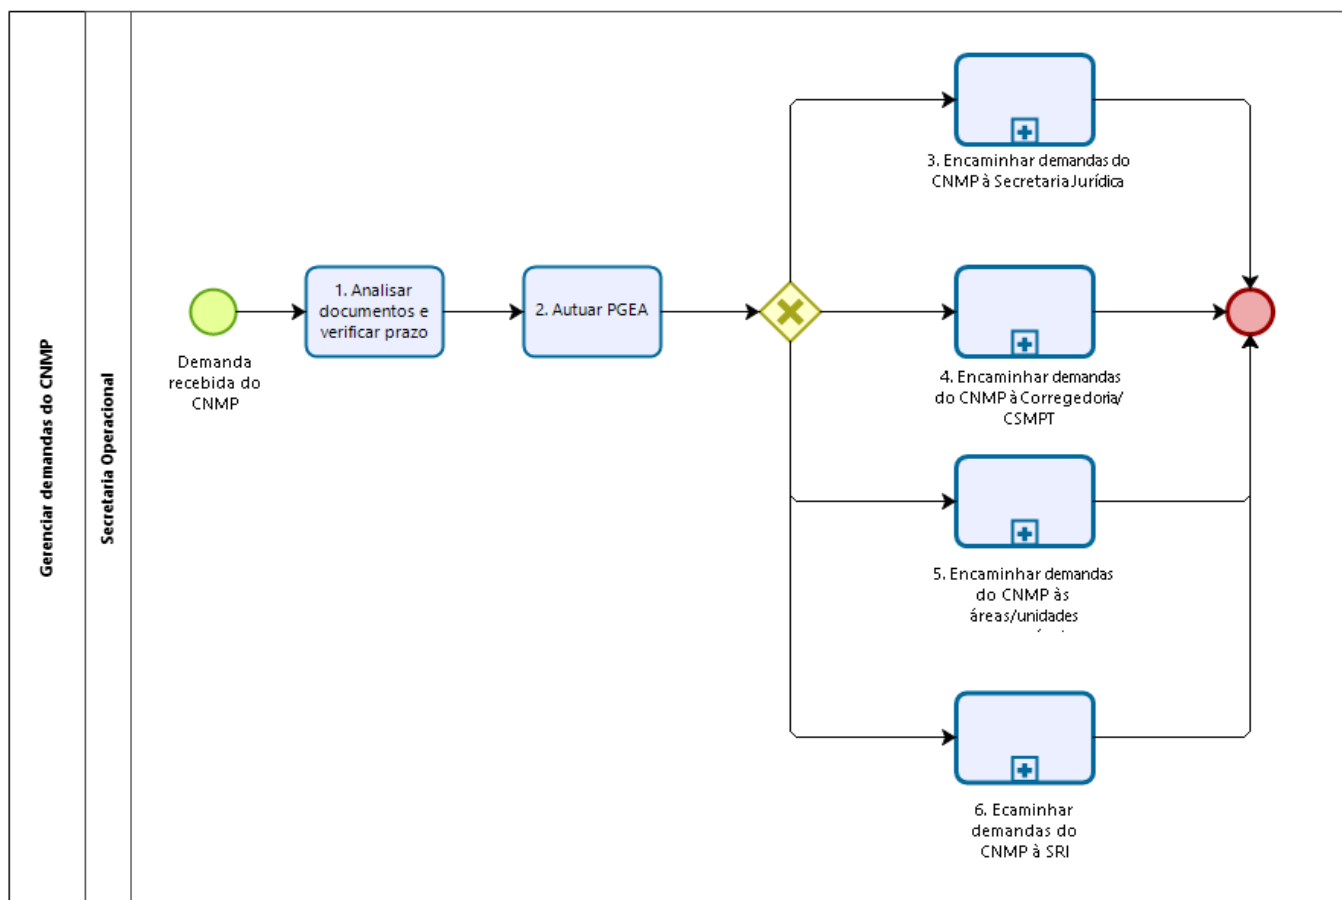 Gerenciar demandas do CNMP
Secretaria Operacional
Demanda
recebida do
CNMP
1. Analisar
documentos e
verificar prazo
2. Autuar PGEA
3. Encaminhar demandas do
CNMP à Secretaria Jurídica
4. Encaminhar demandas
do CNMP à Corregedoria/
CSMPT
5. Encaminhar demandas
do CNMP às
áreas/unidades
6. Ecaminhar
demandas do
CNMP à SRI